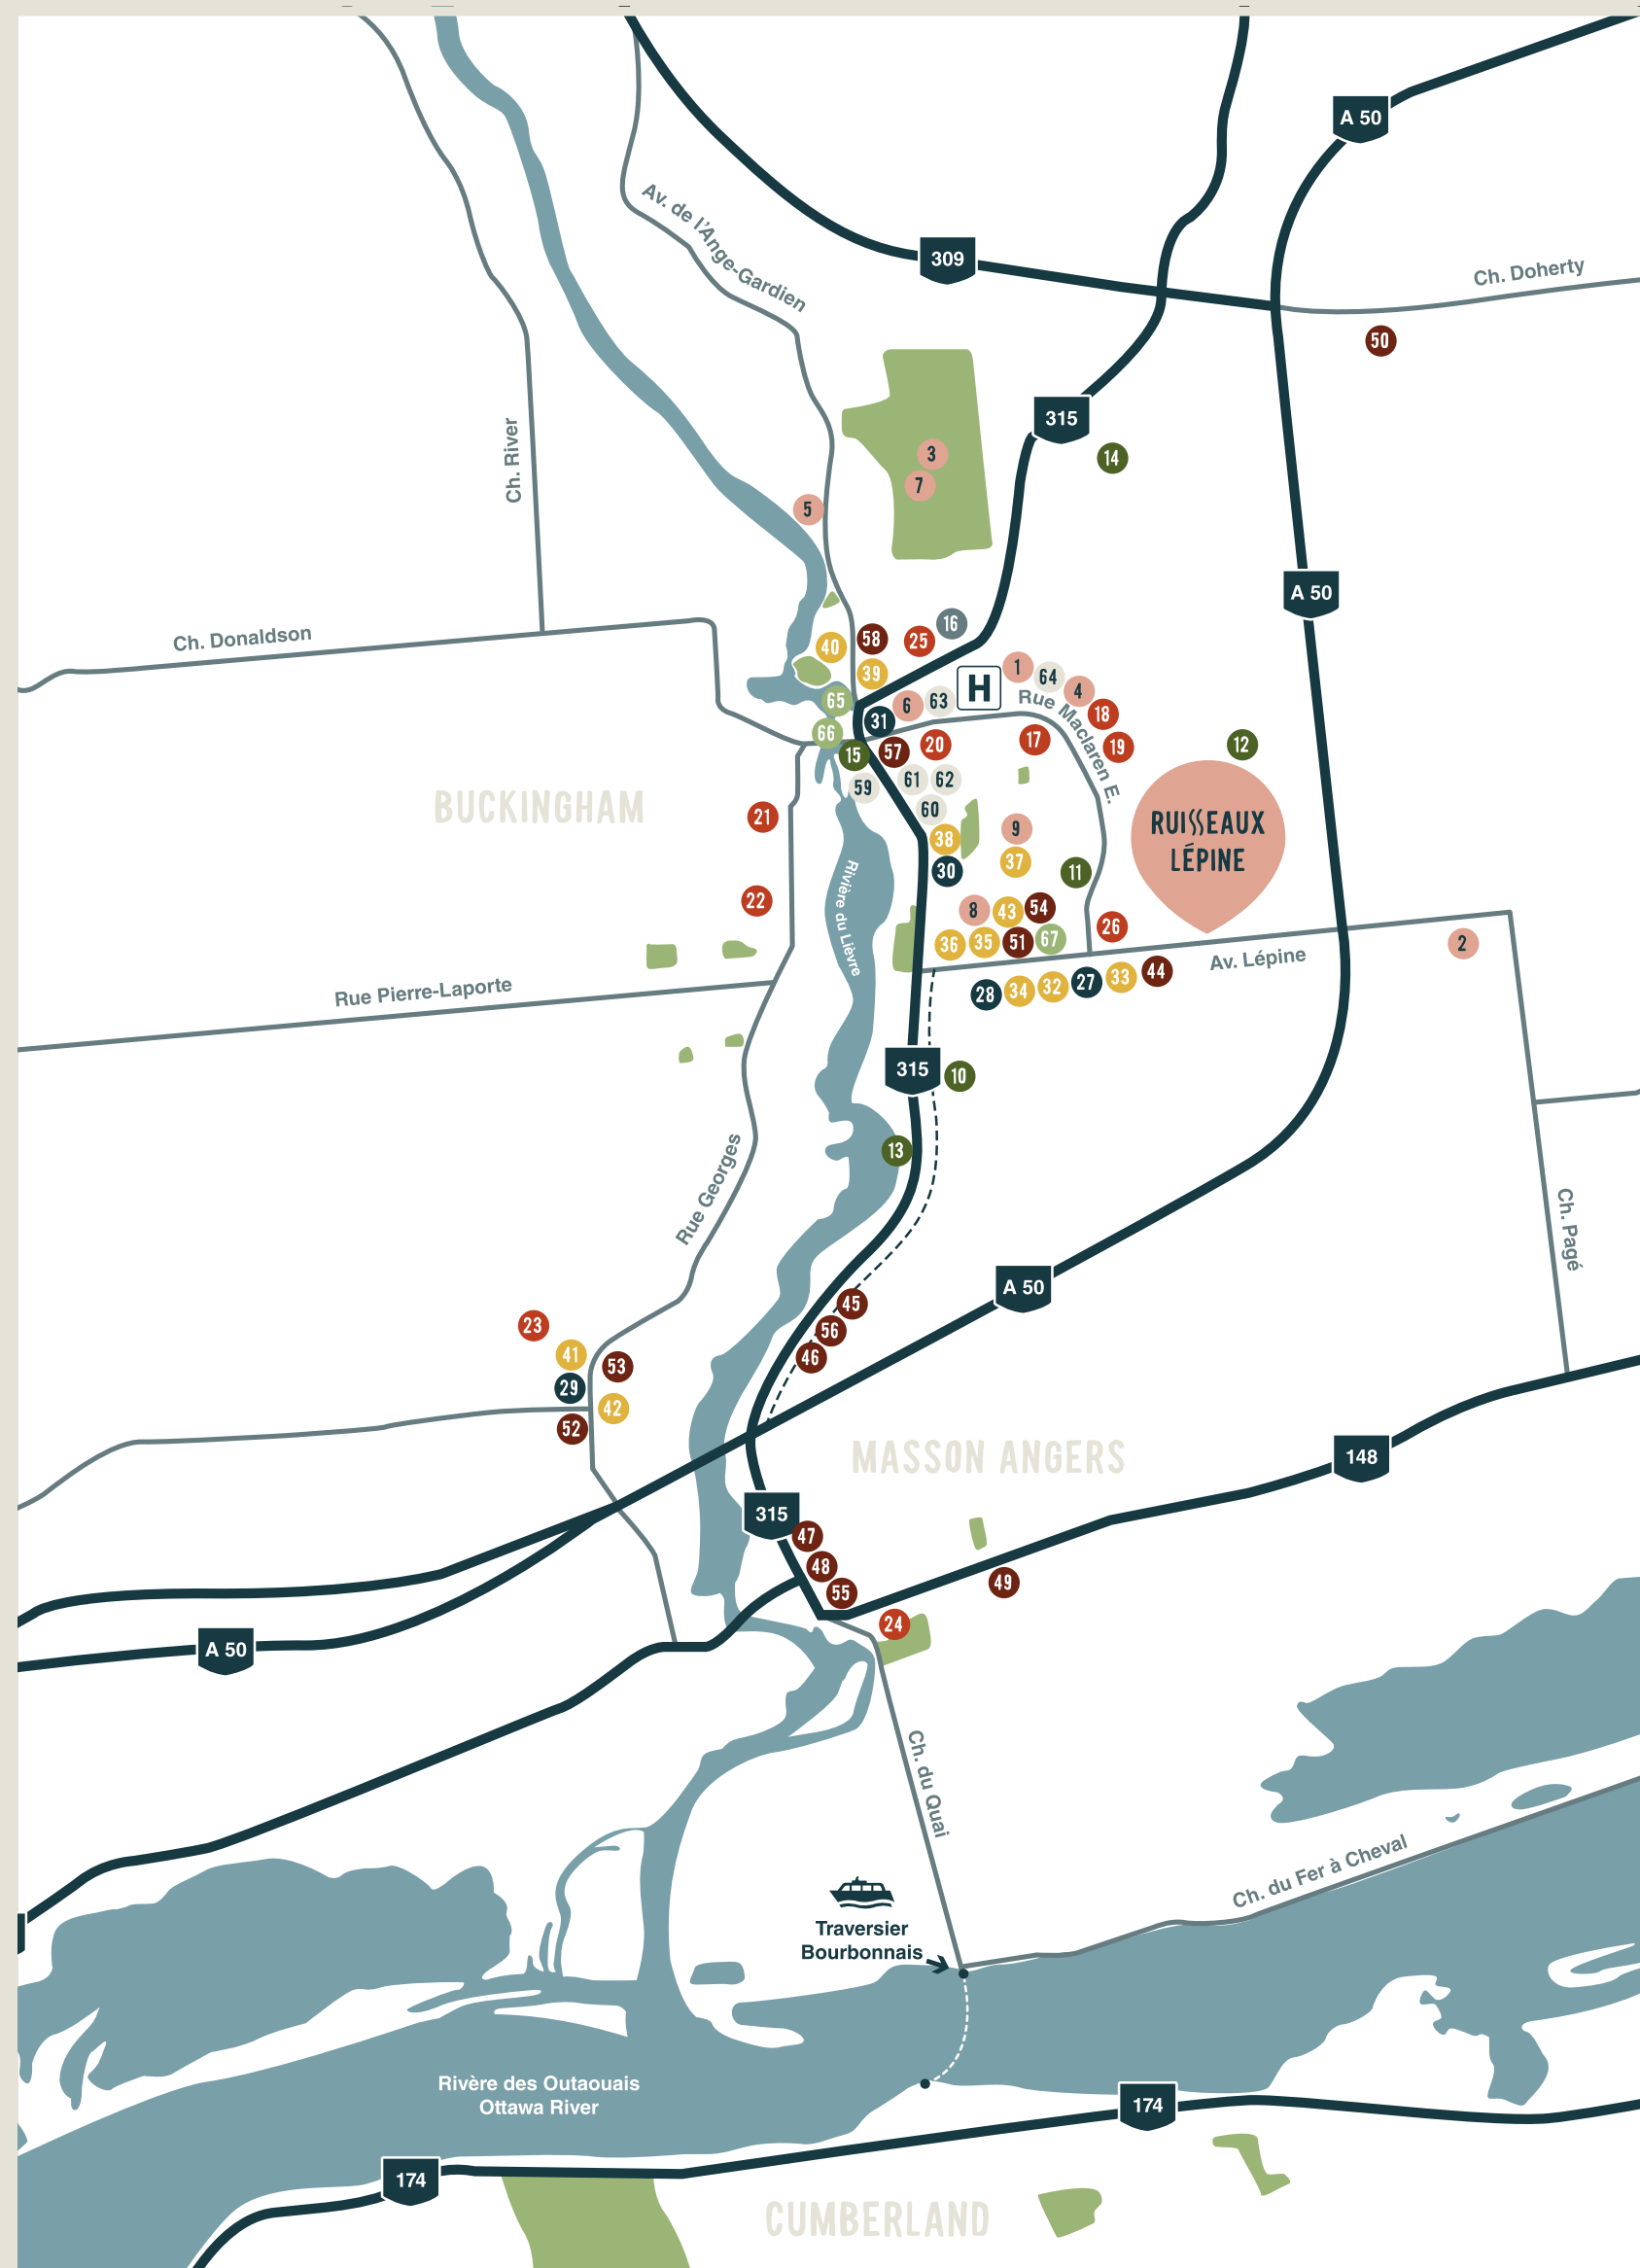 A 50
Av. de l'Ange-Gardien
309
Ch. Doherty
50
315
14
3
7
5
Ch. River
A 50
Ch. Donaldson
40
58
25
16
39
1
64
4
H
65
6
63
Rue Maclaren E.
18
31
66
15
57
20
17
19
12
59
61
62
60
BUCKINGHAM
21
38
9
RUISSEAUX
LÉPINE
30
37
11
22
Rivière du Lièvre
8
43
54
26
36
35
51
67
2
Av. Lépine
28
34
32
27
33
44
Rue Pierre-Laporte
315
10
13
Rue Georges
Ch. Pagé
A 50
45
56
46
23
41
53
29
42
52
MASSON ANGERS
148
315
47
48
55
49
24
A 50
Ch. du Quai
Ch. du Fer à Cheval
Traversier
Bourbonnais
Rivère des Outaouais
Ottawa River
174
174
CUMBERLAND